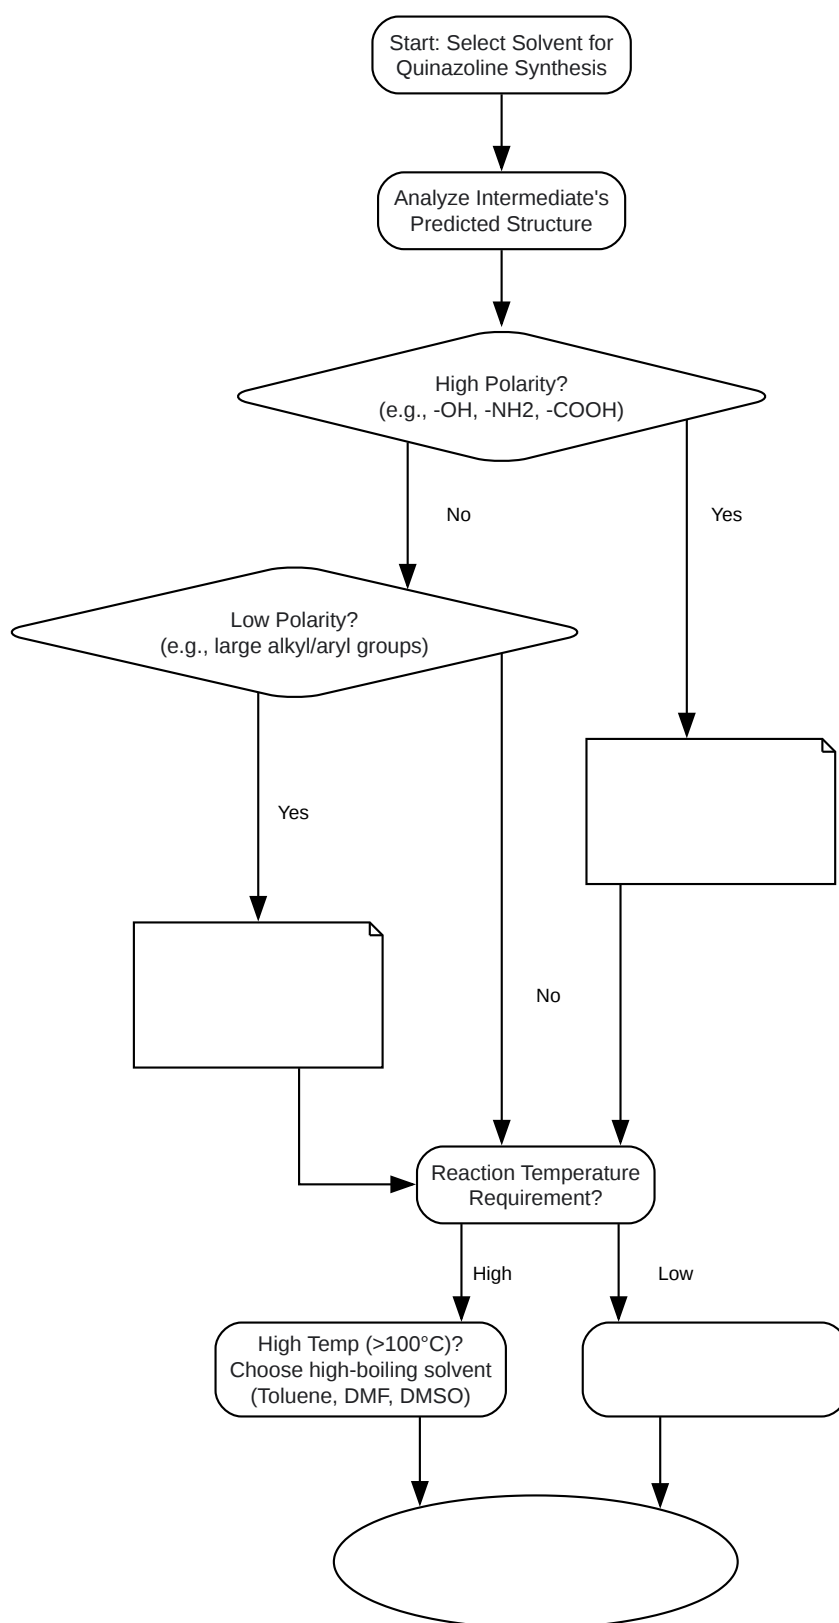 Start: Select Solvent for
Quinazoline Synthesis
Analyze Intermediate's
Predicted Structure
High Polarity?
(e.g., -OH, -NH2, -COOH)
No
Yes
Low Polarity?
(e.g., large alkyl/aryl groups)
Yes
No
Reaction Temperature
Requirement?
High
Low
High Temp (>100°C)?
Choose high-boiling solvent
(Toluene, DMF, DMSO)